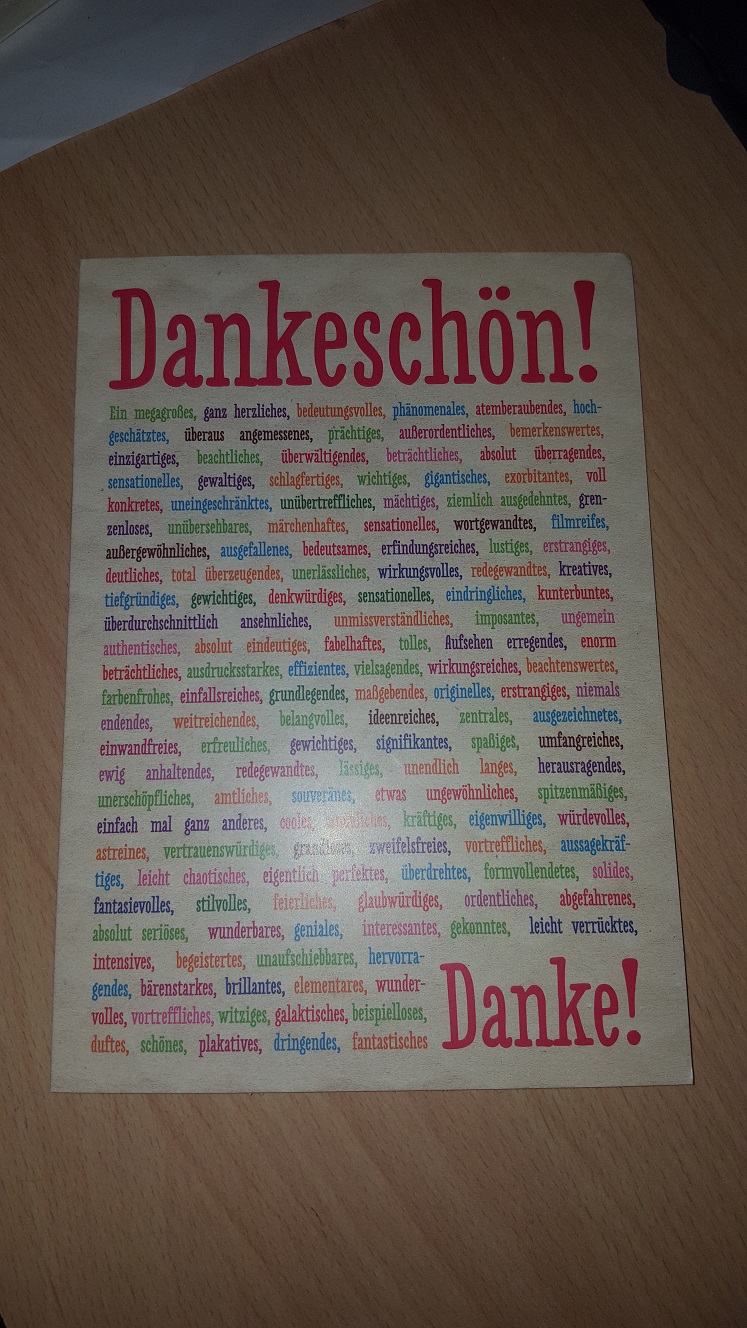 Dankeschön!
Ein megagroßes, ganz herzliches, bedeutungsvolles, phänomenales, atemberaubendes, hoch-
geschätztes, überaus angemessenes, prächtiges, außerordentliches, bemerkenswertes,
einzigartiges, beachtliches, überwältigendes, beträchtliches, absolut überragendes,
sensationelles, gewaltiges, schlagfertiges, wichtiges, gigantisches, exorbitantes, voll
konkretes, uneingeschränktes, unübertreffliches, mächtiges, ziemlich ausgedehntes, gren-
zenloses, unübersehbares, märchenhaftes, sensationelles, wortgewandtes, filmreifes,
außergewöhnliches, ausgefallenes, bedeutsames, erfindungsreiches, lustiges, erstrangiges,
deutliches, total überzeugendes, unerlässliches, wirkungsvolles, redegewandtes, kreatives,
tiefgründiges, gewichtiges, denkwürdiges, sensationelles, eindringliches, kunterbuntes,
überdurchschnittlich ansehnliches, unmissverständliches, imposantes, ungemein
authentisches, absolut eindeutiges, fabelhaftes, tolles, Aufsehen erregendes, enorm
beträchtliches, ausdrucksstarkes, effizientes, vielsagendes, wirkungsreiches, beachtenswertes,
farbenfrohes, einfallsreiches, grundlegendes, maßgebendes, originelles, erstrangiges, niemals
endendes, weitreichendes, belangvolles, ideenreiches, zentrales, ausgezeichnetes,
einwandfreies, erfreuliches, gewichtiges, signifikantes, spaßiges, umfangreiches,
ewig anhaltendes, redegewandtes, lässiges, unendlich langes, herausragendes,
unerschöpfliches, amtliches, souveränes, etwas ungewöhnliches, spitzenmäßiges,
einfach mal ganz anderes, cooles, kräftiges, eigenwilliges, würdevolles,
astreines, vertrauenswürdiges, grandioses, zweifelsfreies, vortreffliches, aussagekräf-
tiges, leicht chaotisches, eigentlich perfektes, überdrehtes, formvollendetes, solides,
fantasievolles, stilvolles, feierliches, glaubwürdiges, ordentliches, abgefahrenes,
absolut seriöses, wunderbares, geniales, interessantes, gekonntes, leicht verrücktes,
intensives, begeistertes, unaufschiebbares, hervorra-
gendes, bärenstarkes, brillantes, elementares, wunder-
volles, vortreffliches, witziges, galaktisches, beispielloses,
duftes, schönes, plakatives, dringendes, fantastisches
Danke!